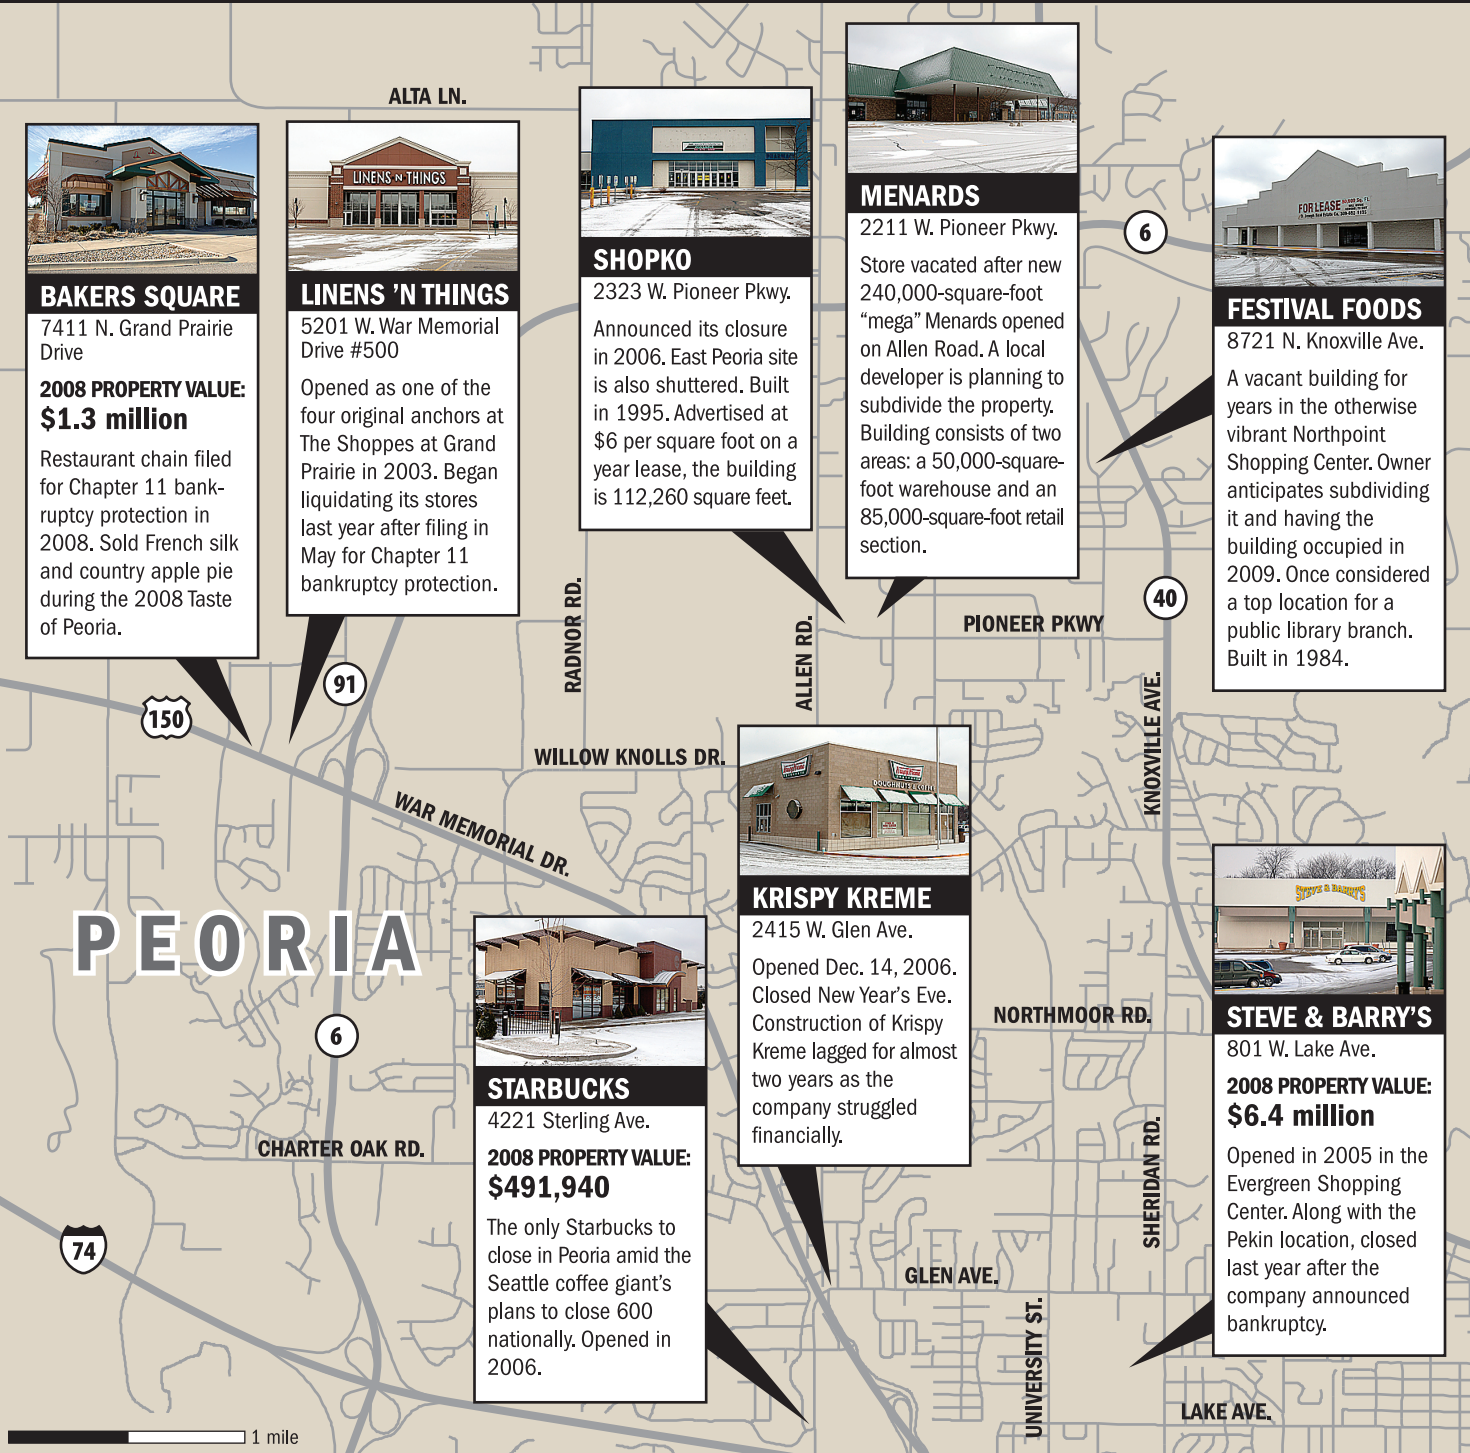 ALTA LN.
BAKERS SQUARE
7411 N. Grand Prairie
Drive
2008 PROPERTY VALUE:
$1.3 million
Restaurant chain filed
for Chapter 11 bank-
ruptcy protection in
2008. Sold French silk
and country apple pie
during the 2008 Taste
of Peoria.
LINENS N THINGS
LINENS ’N THINGS
5201 W. War Memorial
Drive #500
Opened as one of the
four original anchors at
The Shoppes at Grand
Prairie in 2003. Began
liquidating its stores
last year after filing in
May for Chapter 11
bankruptcy protection.
SHOPKO
2323 W. Pioneer Pkwy.
Announced its closure
in 2006. East Peoria site
is also shuttered. Built
in 1995. Advertised at
$6 per square foot on a
year lease, the building
is 112,260 square feet.
MENARDS
2211 W. Pioneer Pkwy.
Store vacated after new
240,000-square-foot
“mega” Menards opened
on Allen Road. A local
developer is planning to
subdivide the property.
Building consists of two
areas: a 50,000-square-
foot warehouse and an
85,000-square-foot retail
section.
6
FOR LEASE
FESTIVAL FOODS
8721 N. Knoxville Ave.
A vacant building for
years in the otherwise
vibrant Northpoint
Shopping Center. Owner
anticipates subdividing
it and having the
building occupied in
2009. Once considered
a top location for a
public library branch.
Built in 1984.
RADNOR RD.
ALLEN RD.
PIONEER PKWY
40
KNOXVILLE AVE.
91
150
WILLOW KNOLLS DR.
WAR MEMORIAL DR.
PEORIA
6
CHARTER OAK RD.
74
STARBUCKS
4221 Sterling Ave.
2008 PROPERTY VALUE:
$491,940
The only Starbucks to
close in Peoria amid the
Seattle coffee giant’s
plans to close 600
nationally. Opened in
2006.
Krispy Kreme
Krispy Kreme
DOUGHNUTS & COFFEE
KRISPY KREME
2415 W. Glen Ave.
Opened Dec. 14, 2006.
Closed New Year’s Eve.
Construction of Krispy
Kreme lagged for almost
two years as the
company struggled
financially.
NORTHMOOR RD.
SHERIDAN RD.
GLEN AVE.
UNIVERSITY ST.
STEVE & BARRY'S
STEVE & BARRY’S
801 W. Lake Ave.
2008 PROPERTY VALUE:
$6.4 million
Opened in 2005 in the
Evergreen Shopping
Center. Along with the
Pekin location, closed
last year after the
company announced
bankruptcy.
LAKE AVE.
1 mile